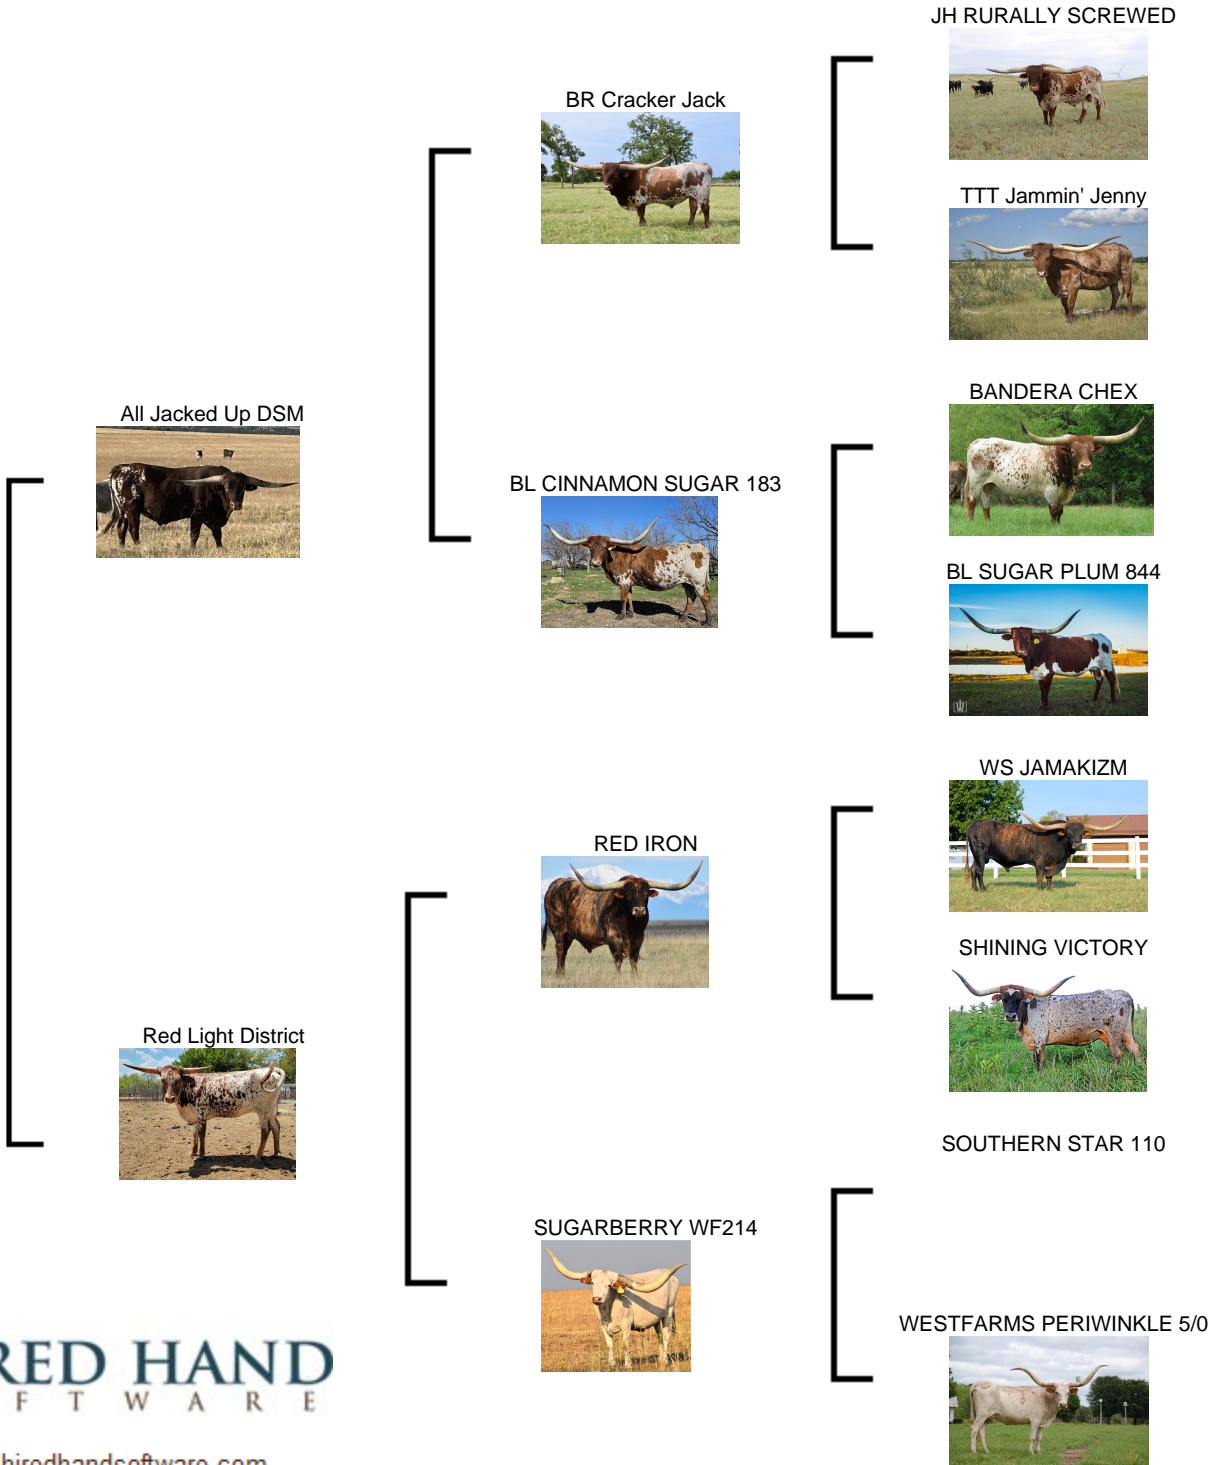 JH RURALLY SCREWED
BR Cracker Jack
TTT Jammin' Jenny
BANDERA CHEX
All Jacked Up DSM
BL CINNAMON SUGAR 183
BL SUGAR PLUM 844
WS JAMAKIZM
RED IRON
SHINING VICTORY
Red Light District
SOUTHERN STAR 110
SUGARBERRY WF214
WESTFARMS PERIWINKLE 5/0
RED HAND
F T W A R E
hiredhandsoftware.com